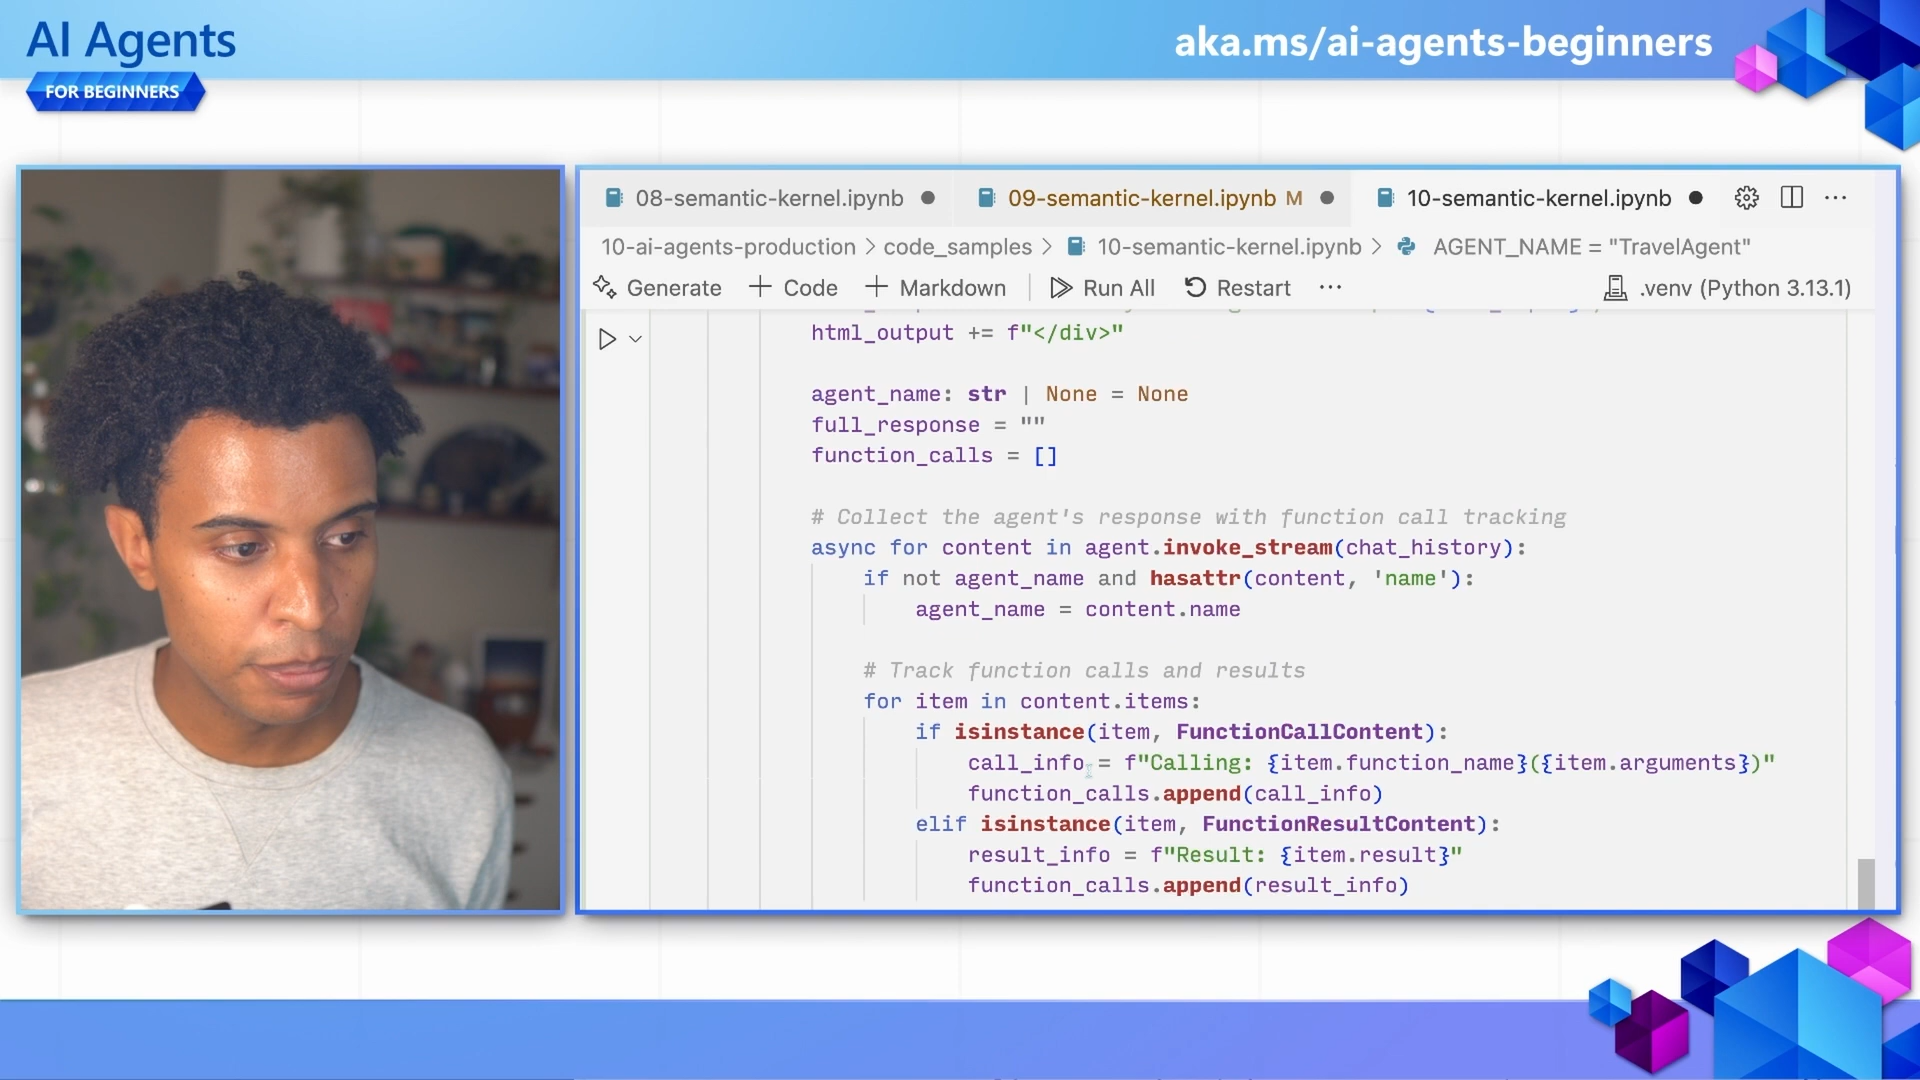 AI Agents
FOR BEGINNERS
aka.ms/ai-agents-beginners
08-semantic-kernel.ipynb
09-semantic-kernel.ipynb M
10-semantic-kernel.ipynb
10-ai-agents-production > code_samples > 10-semantic-kernel.ipynb > AGENT_NAME = "TravelAgent"
Generate + Code + Markdown | Run All Restart ··· .venv (Python 3.13.1)
html_output += f"</div>"
agent_name: str | None = None
full_response = ""
function_calls = []
# Collect the agent's response with function call tracking
async for content in agent.invoke_stream(chat_history):
if not agent_name and hasattr(content, 'name'):
agent_name = content.name
# Track function calls and results
for item in content.items:
if isinstance(item, FunctionCallContent):
call_info = f"Calling: {item.function_name}({item.arguments})"
function_calls.append(call_info)
elif isinstance(item, FunctionResultContent):
result_info = f"Result: {item.result}"
function_calls.append(result_info)